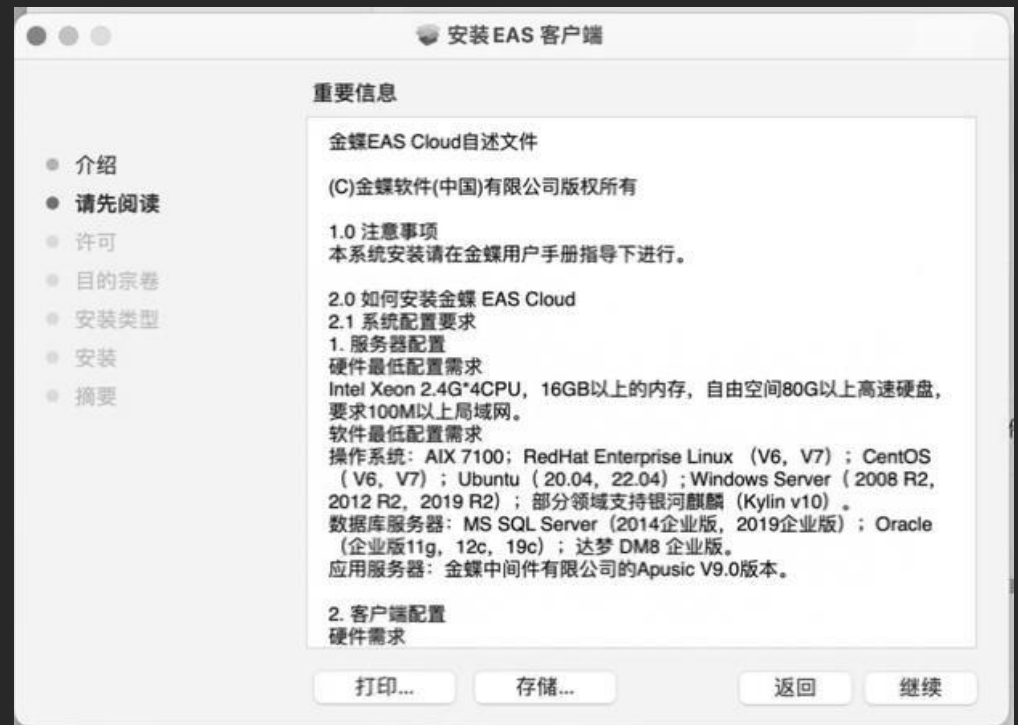 安装EAS 客户端
重要信息
介绍
请先阅读
许可
目的宗卷
安装类型
安装
摘要
金蝶EAS Cloud自述文件
(C)金蝶软件(中国)有限公司版权所有
1.0 注意事项
本系统安装请在金蝶用户手册指导下进行。
2.0 如何安装金蝶 EAS Cloud
2.1 系统配置要求
1. 服务器配置
硬件最低配置需求
Intel Xeon 2.4G*4CPU，16GB以上的内存，自由空间80G以上高速硬盘，
要求100M以上局域网。
软件最低配置需求
操作系统：AIX 7100；RedHat Enterprise Linux （V6，V7）；CentOS
（V6，V7）；Ubuntu（ 20.04，22.04）; Windows Server（ 2008 R2，
2012 R2，2019 R2）；部分领域支持银河麒麟（Kylin v10）。
数据库服务器：MS SQL Server（2014企业版，2019企业版）；Oracle
（企业版11g，12c，19c）；达梦 DM8 企业版。
应用服务器：金蝶中间件有限公司的Apusic V9.0版本。
2. 客户端配置
硬件需求
打印...
存储...
返回
继续